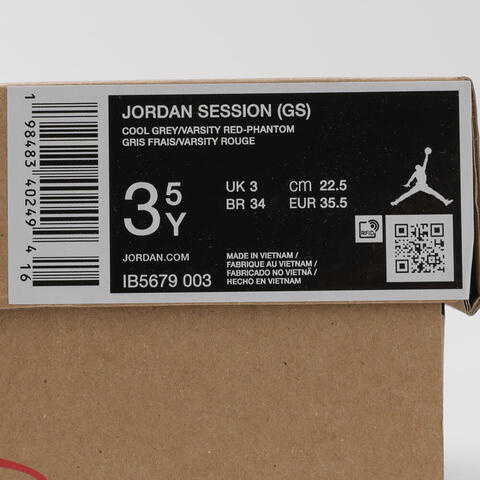 1 98483 40249 4 16
JORDAN SESSION (GS)
COOL GREY/VARSITY RED-PHANTOM
GRIS FRAIS/VARSITY ROUGE
3 5 Y
UK 3 cm 22.5
BR 34 EUR 35.5
RFID
JORDAN.COM
IB5679 003
MADE IN VIETNAM /
FABRIQUE AU VIETNAM /
FABRICADO NO VIETNÃ /
HECHO EN VIETNAM